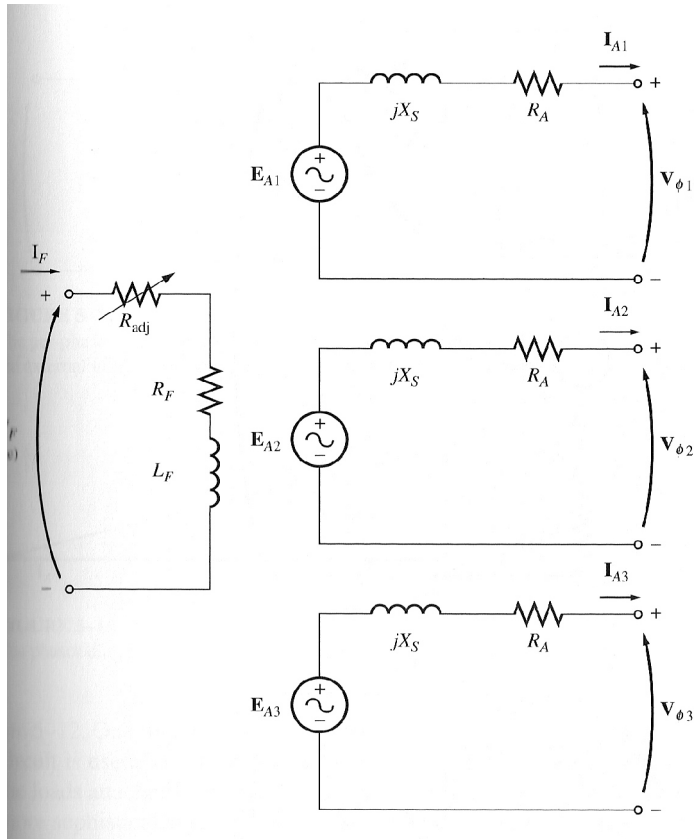 I_A1
+
jX_S
R_A
E_A1
+
−
V_ϕ1
−
I_F
+
R_adj
R_F
L_F
−
I_A2
+
jX_S
R_A
E_A2
+
−
V_ϕ2
−
I_A3
+
jX_S
R_A
E_A3
+
−
V_ϕ3
−